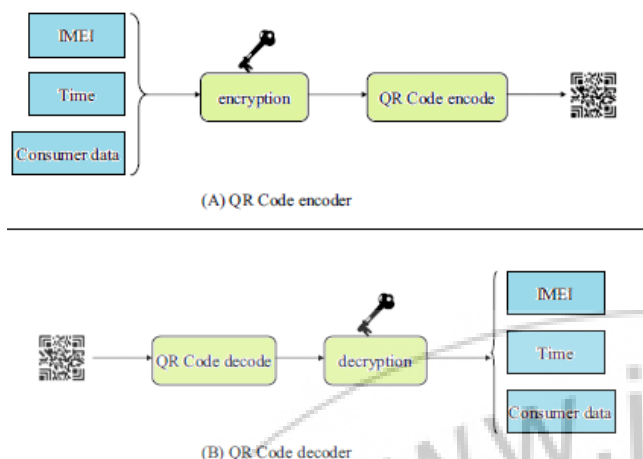 IMEI
Time
Consumer data
encryption
QR Code encode
(A) QR Code encoder
QR Code decode
decryption
IMEI
Time
Consumer data
(B) QR Code decoder